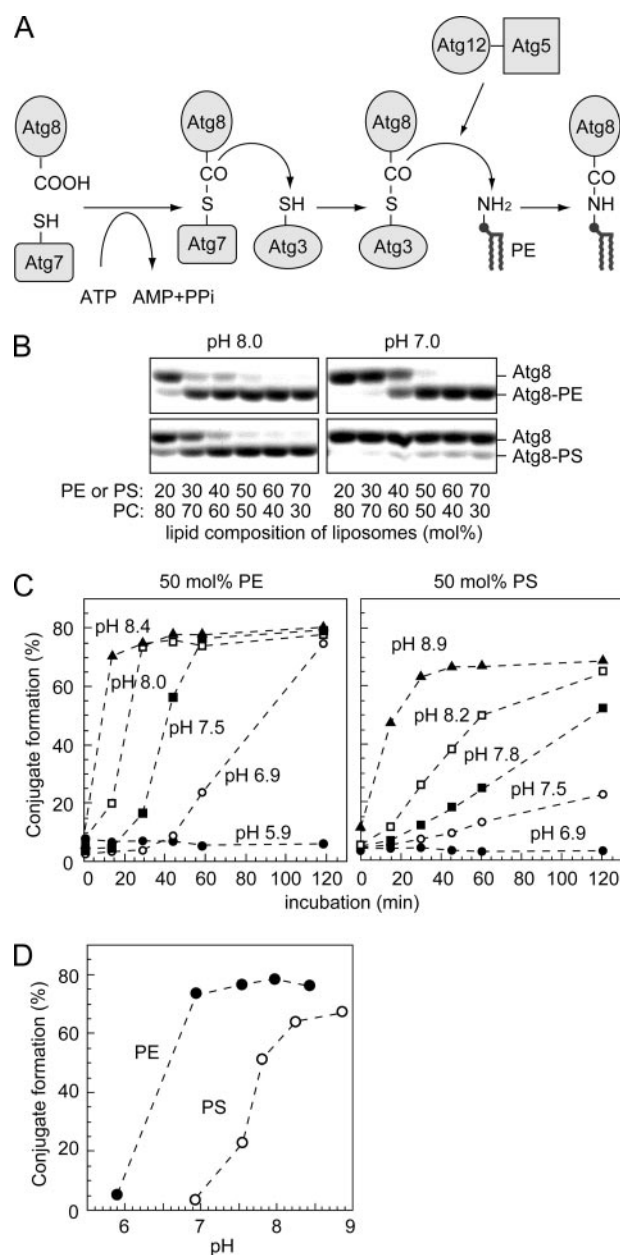 A
Atg12
Atg5
Atg8
Atg8
Atg8
Atg8
COOH
CO
CO
CO
SH
S
SH
S
NH2
NH
Atg7
Atg7
Atg3
Atg3
PE
ATP
AMP+PPi
B
pH 8.0
pH 7.0
Atg8
Atg8-PE
Atg8
Atg8-PS
PE or PS: 20 30 40 50 60 70 20 30 40 50 60 70
PC: 80 70 60 50 40 30 80 70 60 50 40 30
lipid composition of liposomes (mol%)
C
50 mol% PE
50 mol% PS
Conjugate formation (%)
80
60
40
20
0
pH 8.4
pH 8.0
pH 7.5
pH 6.9
pH 5.9
pH 8.9
pH 8.2
pH 7.8
pH 7.5
pH 6.9
0 20 40 60 80 100 120
0 20 40 60 80 100 120
incubation (min)
D
Conjugate formation (%)
80
60
40
20
0
PE
PS
6 7 8 9
pH